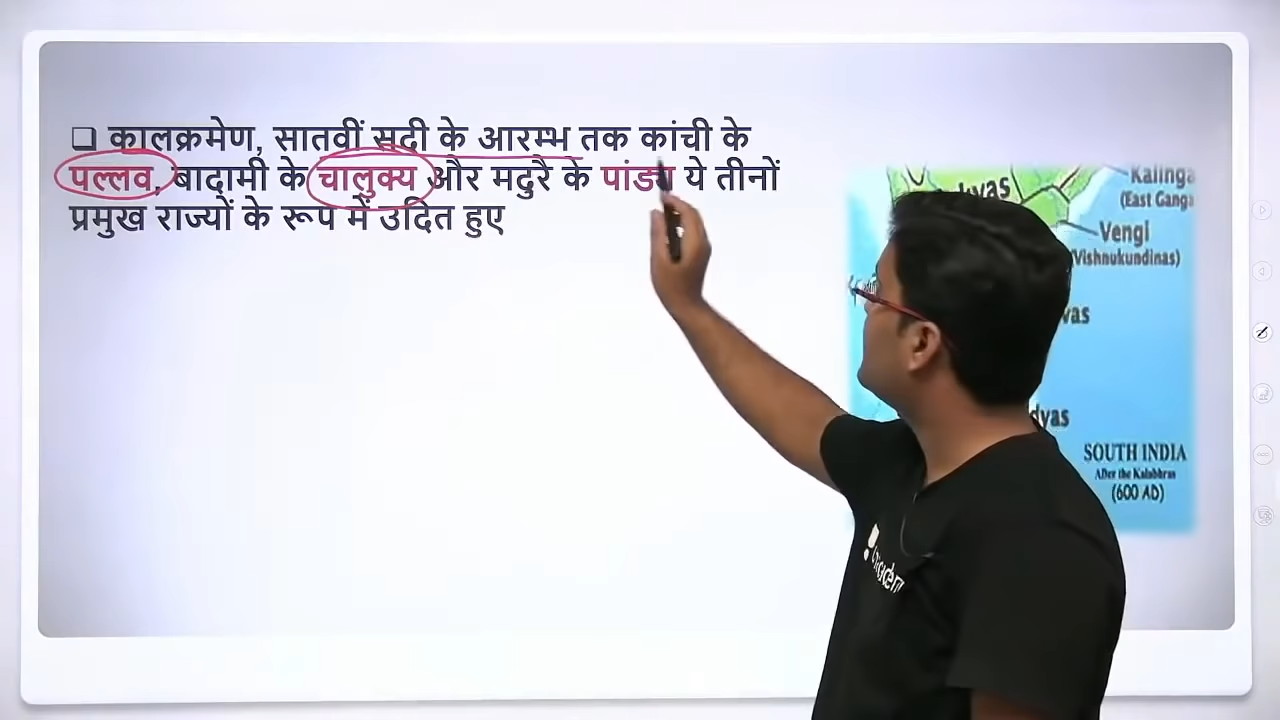 ❑ कालक्रमेण, सातवीं सदी के आरम्भ तक कांची के
पल्लव, बादामी के चालुक्य और मदुरै के पांड्य ये तीनों
प्रमुख राज्यों के रूप में उदित हुए
Kalinga
(East Ganga
Vengi
(Vishnukundinas)
SOUTH INDIA
After the Kalabhras
(600 AD)